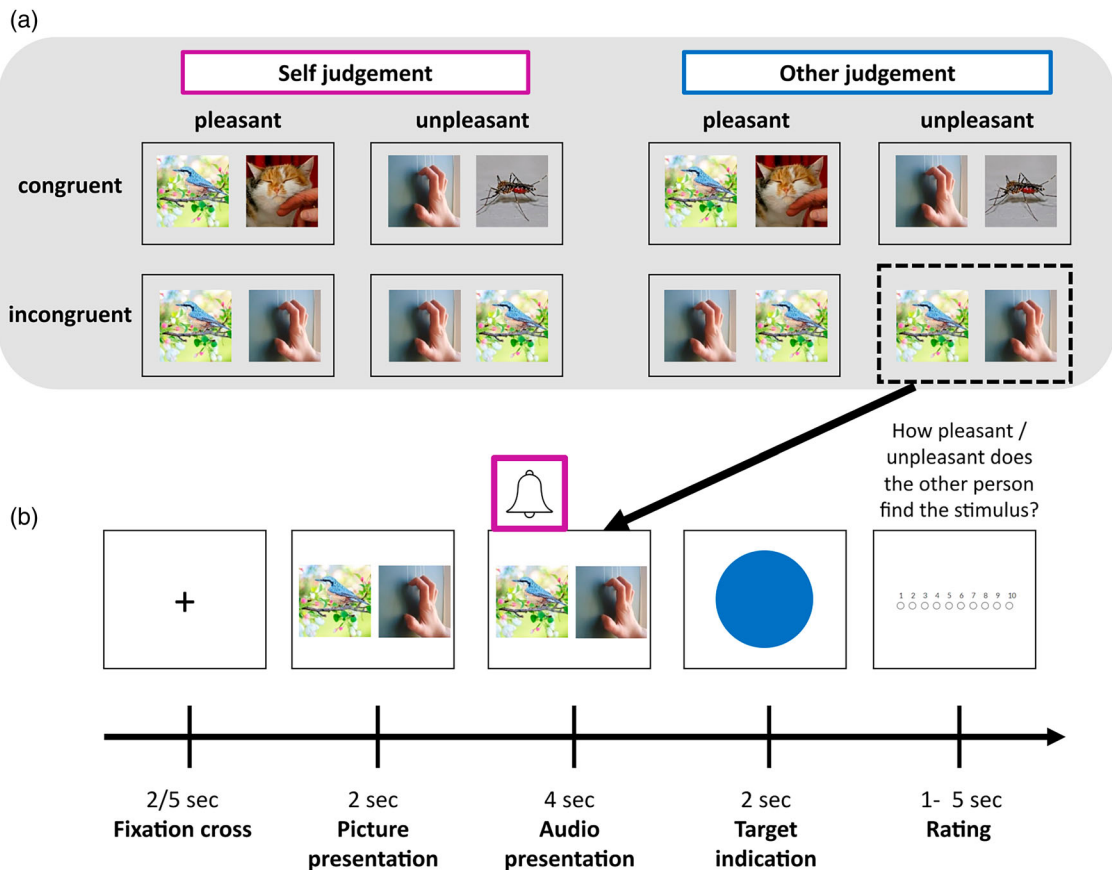 (a)
Self judgement
Other judgement
pleasant
unpleasant
pleasant
unpleasant
congruent
incongruent
How pleasant /
unpleasant does
the other person
find the stimulus?
(b)
1 2 3 4 5 6 7 8 9 10
2/5 sec
Fixation cross
2 sec
Picture
presentation
4 sec
Audio
presentation
2 sec
Target
indication
1- 5 sec
Rating